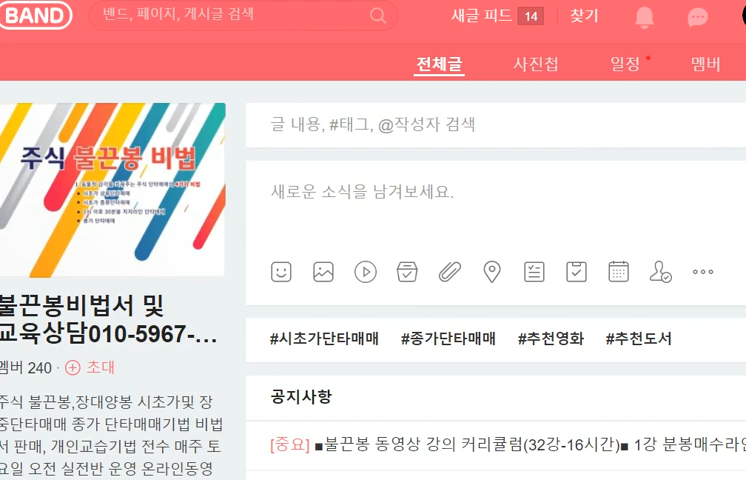 BAND
밴드, 페이지, 게시글 검색
새글 피드 14
찾기
전체글
사진첩
일정
멤버
주식 불끈봉 비법
시초가
종가 단타매매
불끈봉비법서 및
교육상담010-5967-...
멤버 240 · 초대
주식 불끈봉,장대양봉 시초가및 장
중단타매매 종가 단타매매기법 비법
서 판매, 개인교습기법 전수 매주 토
요일 오전 실전반 운영 온라인동영
글 내용, #태그, @작성자 검색
새로운 소식을 남겨보세요.
#시초가단타매매 #종가단타매매 #추천영화 #추천도서
공지사항
[중요] ■불끈봉 동영상 강의 커리큘럼(32강-16시간)■ 1강 분봉매수라인